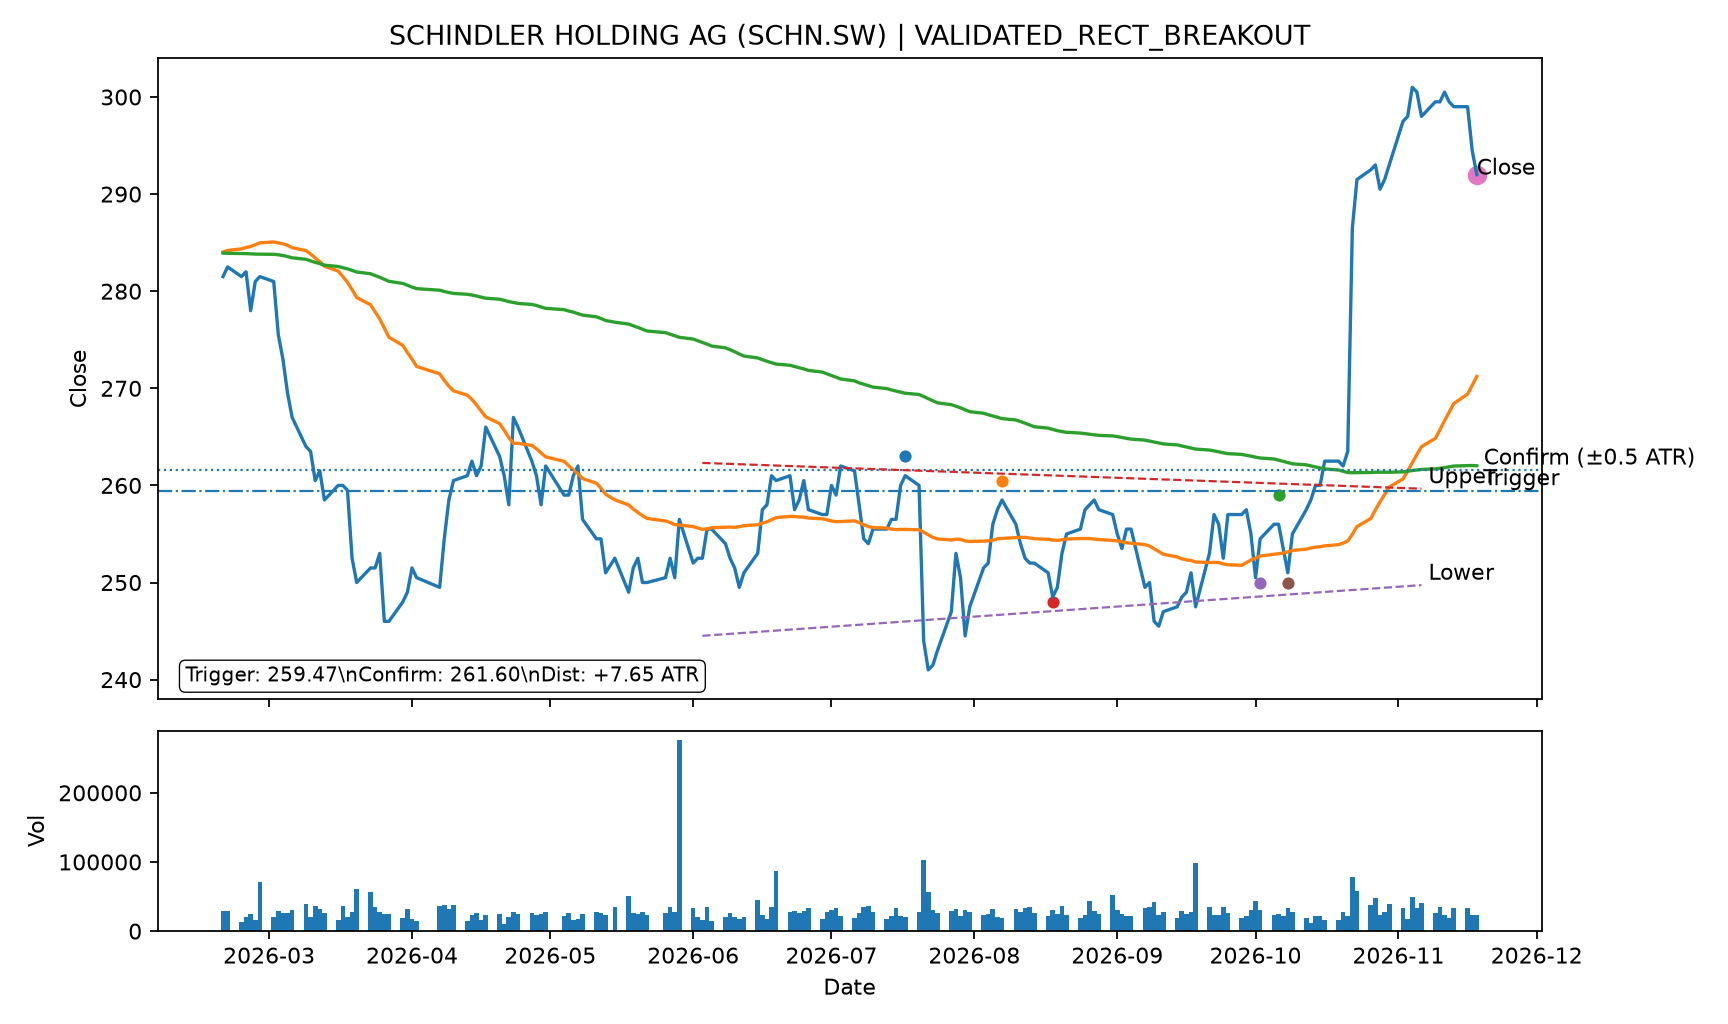 SCHINDLER HOLDING AG (SCHN.SW) | VALIDATED_RECT_BREAKOUT
Close
300
290
280
270
260
250
240
Close
Confirm (±0.5 ATR)
Upper
Trigger
Lower
Trigger: 259.47\nConfirm: 261.60\nDist: +7.65 ATR
Vol
200000
100000
0
2026-03
2026-04
2026-05
2026-06
2026-07
2026-08
2026-09
2026-10
2026-11
2026-12
Date